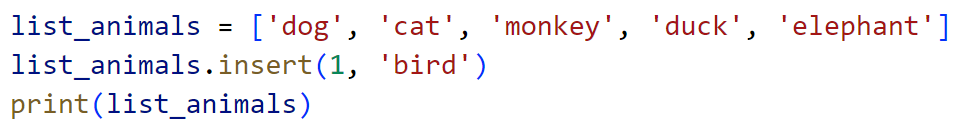 list_animals = ['dog', 'cat', 'monkey', 'duck', 'elephant']
list_animals.insert(1, 'bird')
print(list_animals)